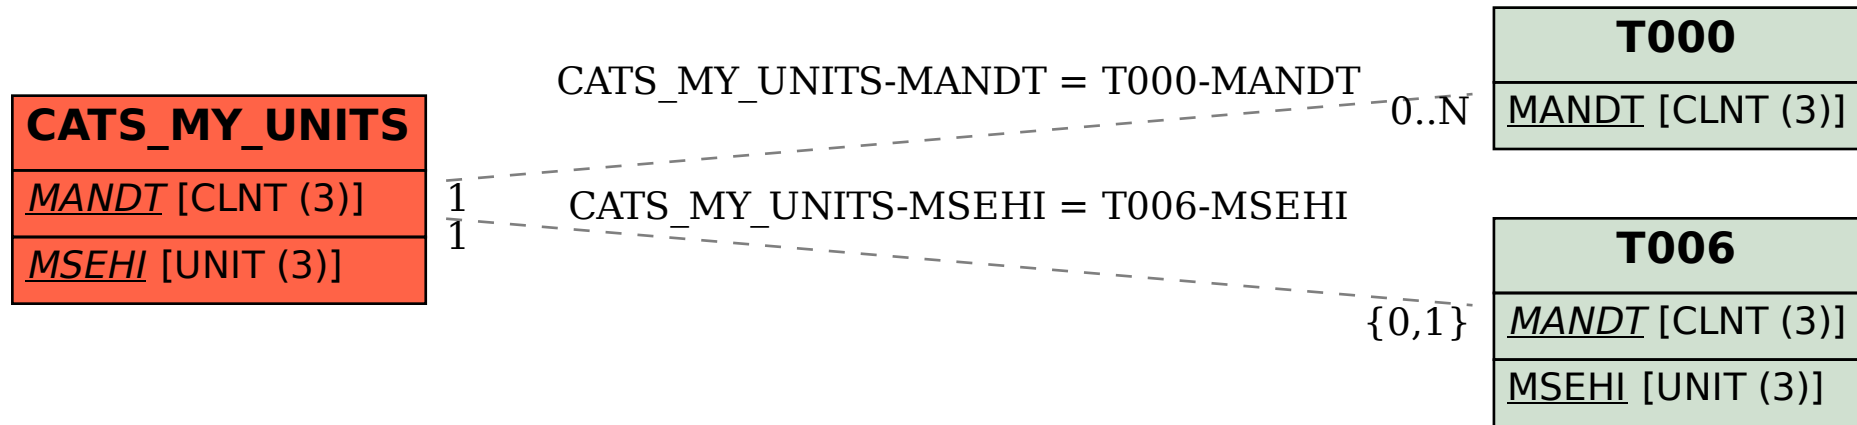 CATS_MY_UNITS
MANDT [CLNT (3)]
MSEHI [UNIT (3)]
CATS_MY_UNITS-MANDT = T000-MANDT
0..N
1
CATS_MY_UNITS-MSEHI = T006-MSEHI
1
{0,1}
T000
MANDT [CLNT (3)]
T006
MANDT [CLNT (3)]
MSEHI [UNIT (3)]